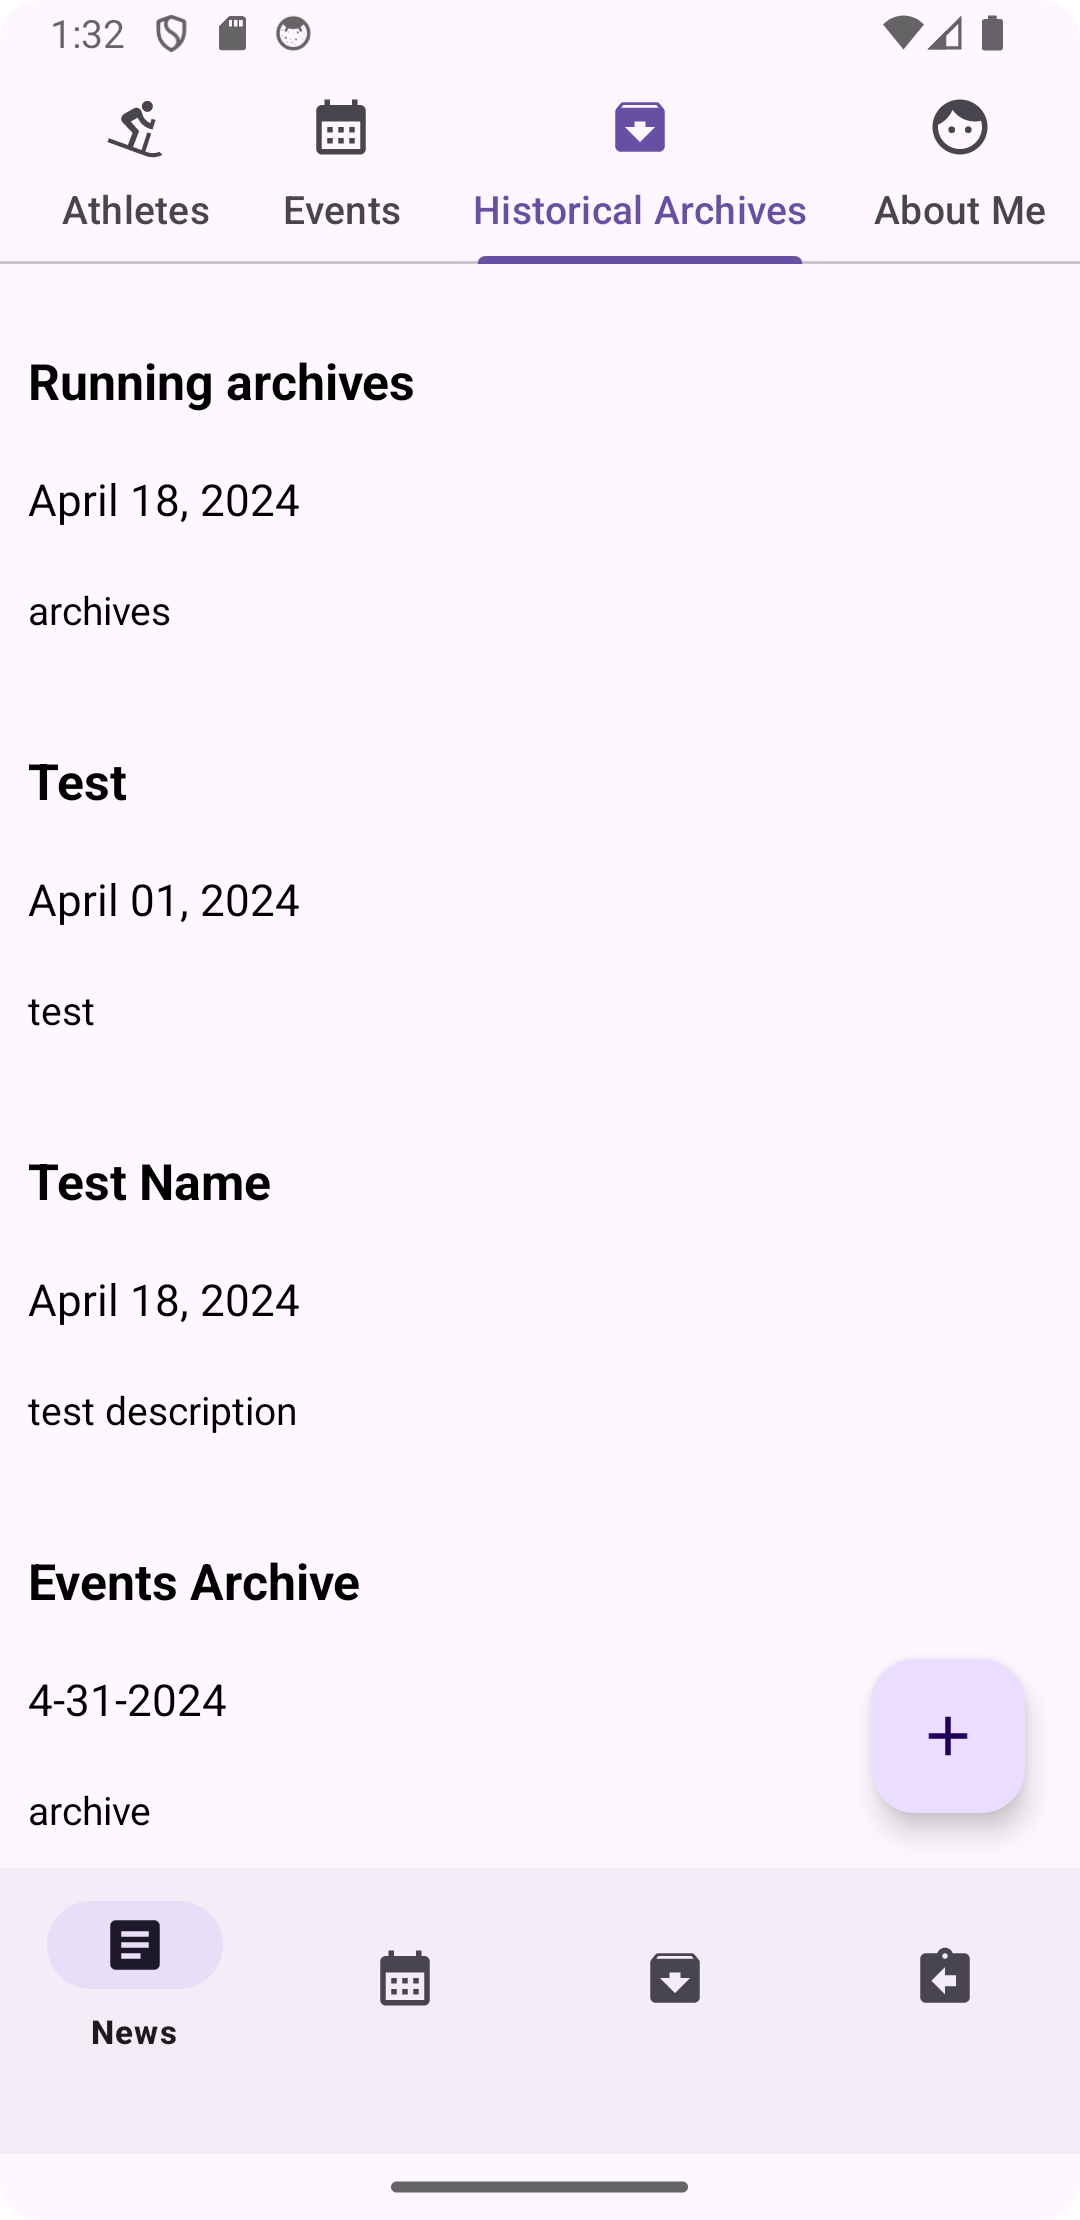 1:32
Athletes
Events
Historical Archives
About Me
Running archives
April 18, 2024
archives
Test
April 01, 2024
test
Test Name
April 18, 2024
test description
Events Archive
4-31-2024
archive
News